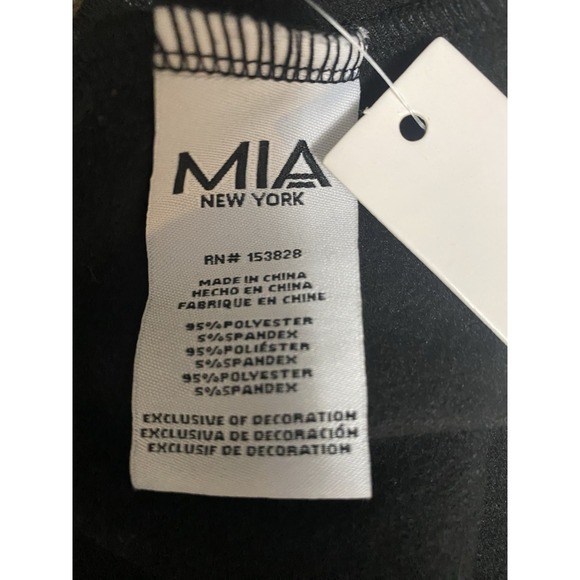 MIA
NEW YORK
RN# 153828
MADE IN CHINA
HECHO EN CHINA
FABRIQUE EN CHINE
95%POLYESTER
5%SPANDEX
95%POLIÉSTER
5%SPANDEX
95%POLYESTER
5%SPANDEX
EXCLUSIVE OF DECORATION
EXCLUSIVA DE DECORACIÓN
EXCLUSIF DE DECORATION